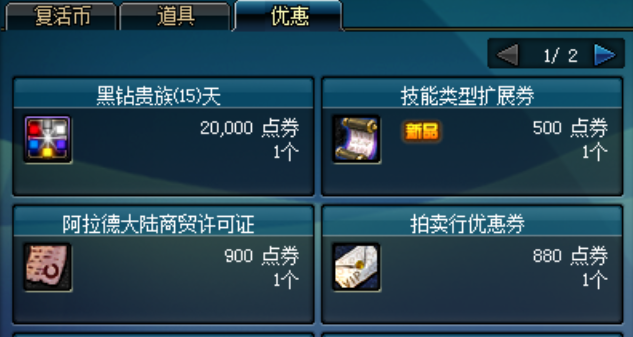 复活币 道具 优惠
1/ 2
黑钻贵族(15)天 技能类型扩展券
20,000 点券 新品 500 点券
1个 1个
阿拉德大陆商贸许可证 拍卖行优惠券
900 点券 880 点券
1个 VIP 1个